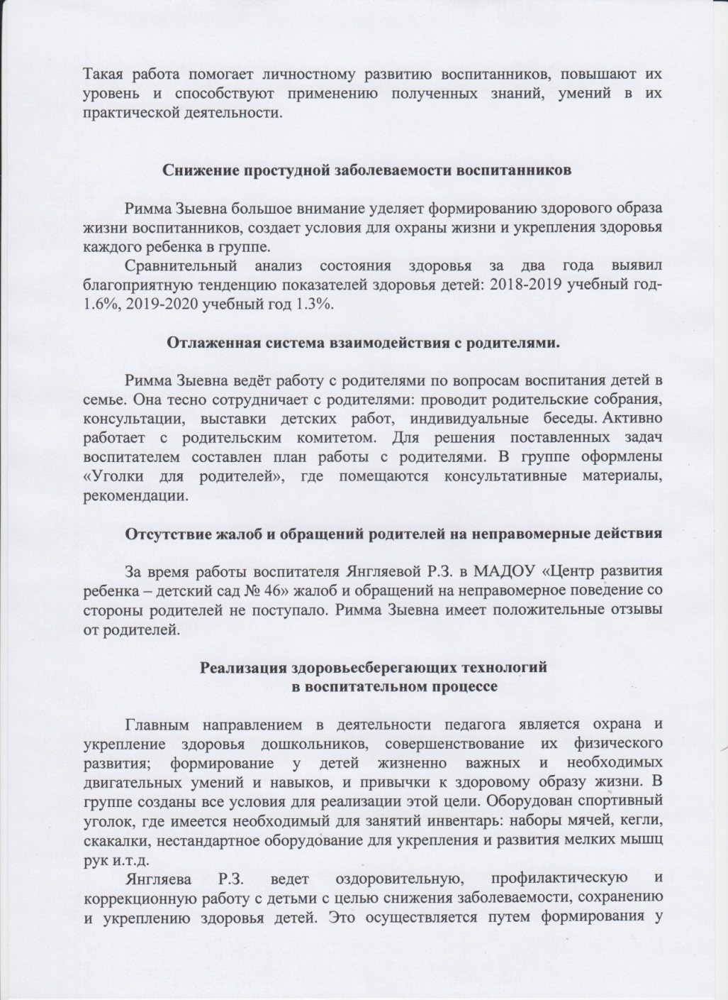 Такая работа помогает личностному развитию воспитанников, повышают их
уровень и способствуют применению полученных знаний, умений в их
практической деятельности.
Снижение простудной заболеваемости воспитанников
Римма Зыевна большое внимание уделяет формированию здорового образа
жизни воспитанников, создает условия для охраны жизни и укрепления здоровья
каждого ребенка в группе.
Сравнительный анализ состояния здоровья за два года выявил
благоприятную тенденцию показателей здоровья детей: 2018-2019 учебный год-
1.6%, 2019-2020 учебный год 1.3%.
Отлаженная система взаимодействия с родителями.
Римма Зыевна ведёт работу с родителями по вопросам воспитания детей в
семье. Она тесно сотрудничает с родителями: проводит родительские собрания,
консультации, выставки детских работ, индивидуальные беседы. Активно
работает с родительским комитетом. Для решения поставленных задач
воспитателем составлен план работы с родителями. В группе оформлены
«Уголки для родителей», где помещаются консультативные материалы,
рекомендации.
Отсутствие жалоб и обращений родителей на неправомерные действия
За время работы воспитателя Янгляевой Р.З. в МАДОУ «Центр развития
ребенка – детский сад № 46» жалоб и обращений на неправомерное поведение со
стороны родителей не поступало. Римма Зыевна имеет положительные отзывы
от родителей.
Реализация здоровьесберегающих технологий
в воспитательном процессе
Главным направлением в деятельности педагога является охрана и
укрепление здоровья дошкольников, совершенствование их физического
развития; формирование у детей жизненно важных и необходимых
двигательных умений и навыков, и привычки к здоровому образу жизни. В
группе созданы все условия для реализации этой цели. Оборудован спортивный
уголок, где имеется необходимый для занятий инвентарь: наборы мячей, кегли,
скакалки, нестандартное оборудование для укрепления и развития мелких мышц
рук и.т.д.
Янгляева Р.З. ведет оздоровительную, профилактическую и
коррекционную работу с детьми с целью снижения заболеваемости, сохранению
и укреплению здоровья детей. Это осуществляется путем формирования у